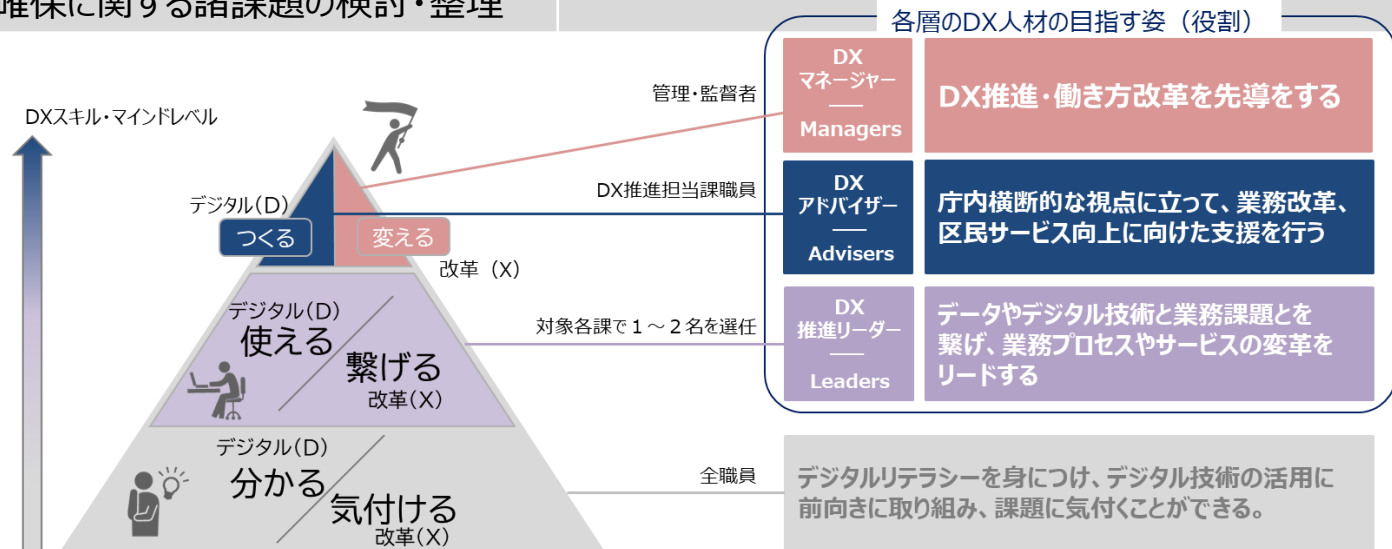 確保に関する諸課題の検討・整理
各層のDX人材の目指す姿（役割）
DXスキル・マインドレベル
デジタル(D)
つくる
変える
改革（X）
デジタル(D)
使える
繋げる
改革(X)
デジタル(D)
分かる
気付ける
改革(X)
管理・監督者
DX
マネージャー
Managers
DX推進・働き方改革を先導をする
DX推進担当課職員
DX
アドバイザー
Advisers
庁内横断的な視点に立って、業務改革、
区民サービス向上に向けた支援を行う
対象各課で１～２名を選任
DX
推進リーダー
Leaders
データやデジタル技術と業務課題とを
繋げ、業務プロセスやサービスの変革を
リードする
全職員
デジタルリテラシーを身につけ、デジタル技術の活用に
前向きに取り組み、課題に気付くことができる。